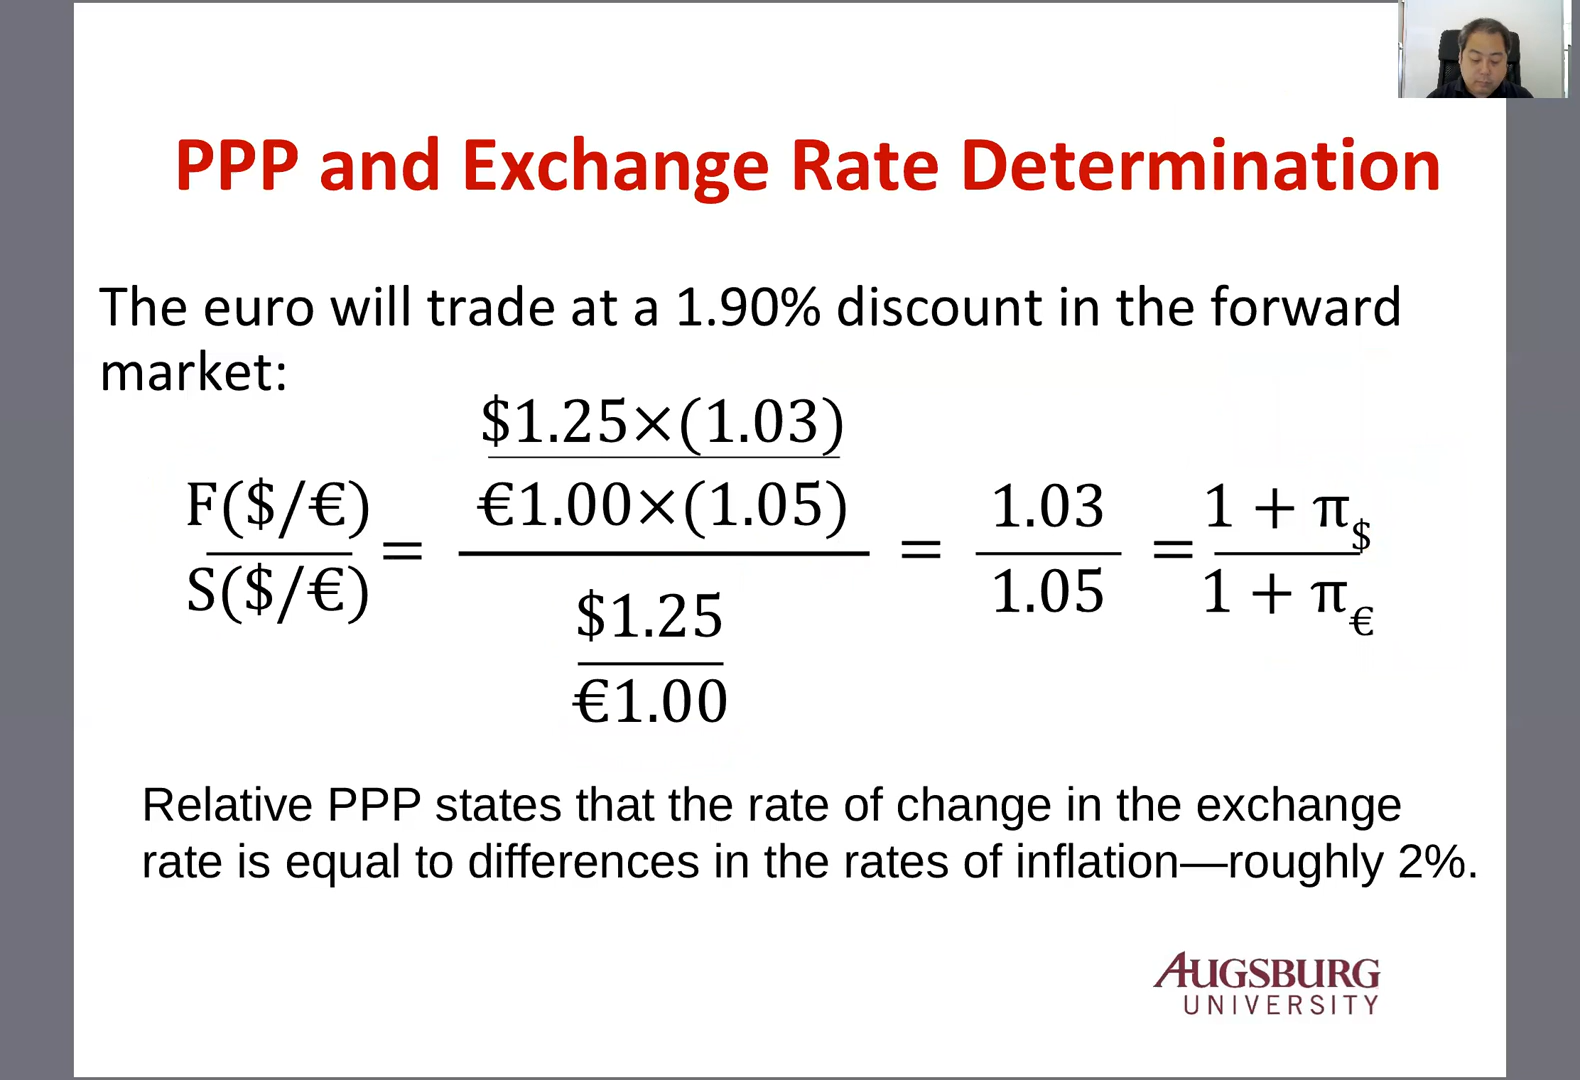 PPP and Exchange Rate Determination
The euro will trade at a 1.90% discount in the forward
market:
F($/€)
S($/€)
=
$1.25×(1.03)
€1.00×(1.05)
$1.25
€1.00
=
1.03
1.05
=
1 + π$
1 + π€
Relative PPP states that the rate of change in the exchange
rate is equal to differences in the rates of inflation—roughly 2%.
AUGSBURG
UNIVERSITY